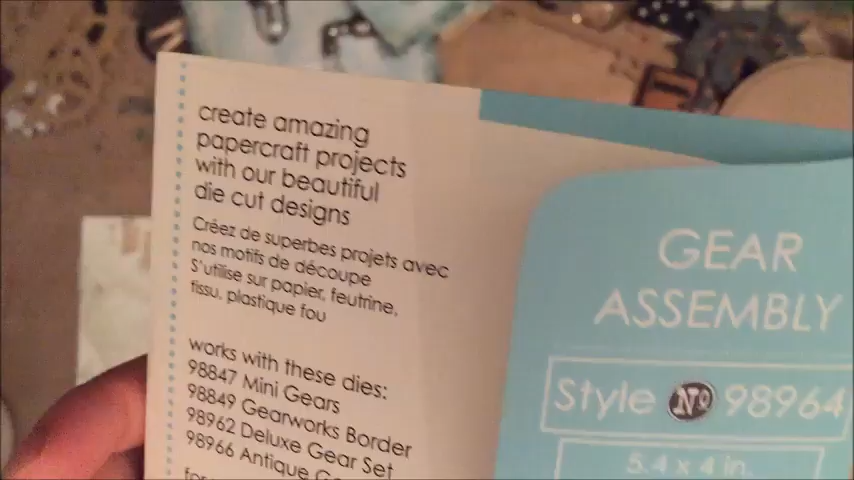 create amazing
papercraft projects
with our beautiful
die cut designs
Créez de superbes projets avec
nos motifs de découpe
S'utilise sur papier, feutrine,
tissu, plastique fou
works with these dies:
98847 Mini Gears
98849 Gearworks Border
98962 Deluxe Gear Set
98966 Antique
GEAR
ASSEMBLY
Style № 98964
5.4 x 4 in.